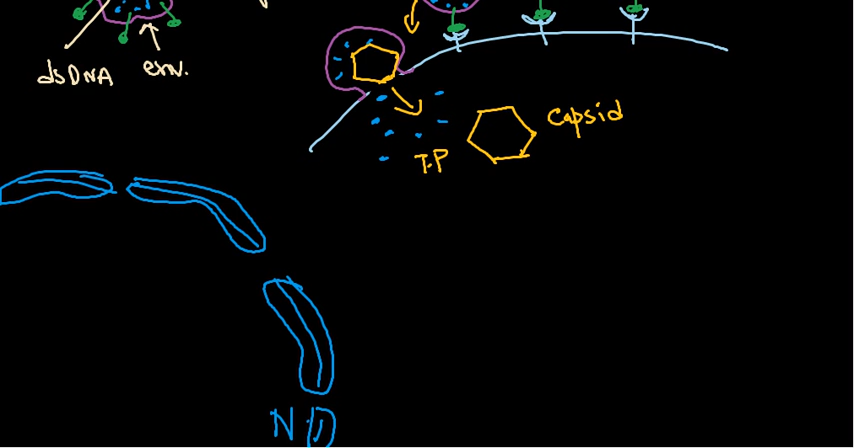 dsDNA
env.
Capsid
T.P
N